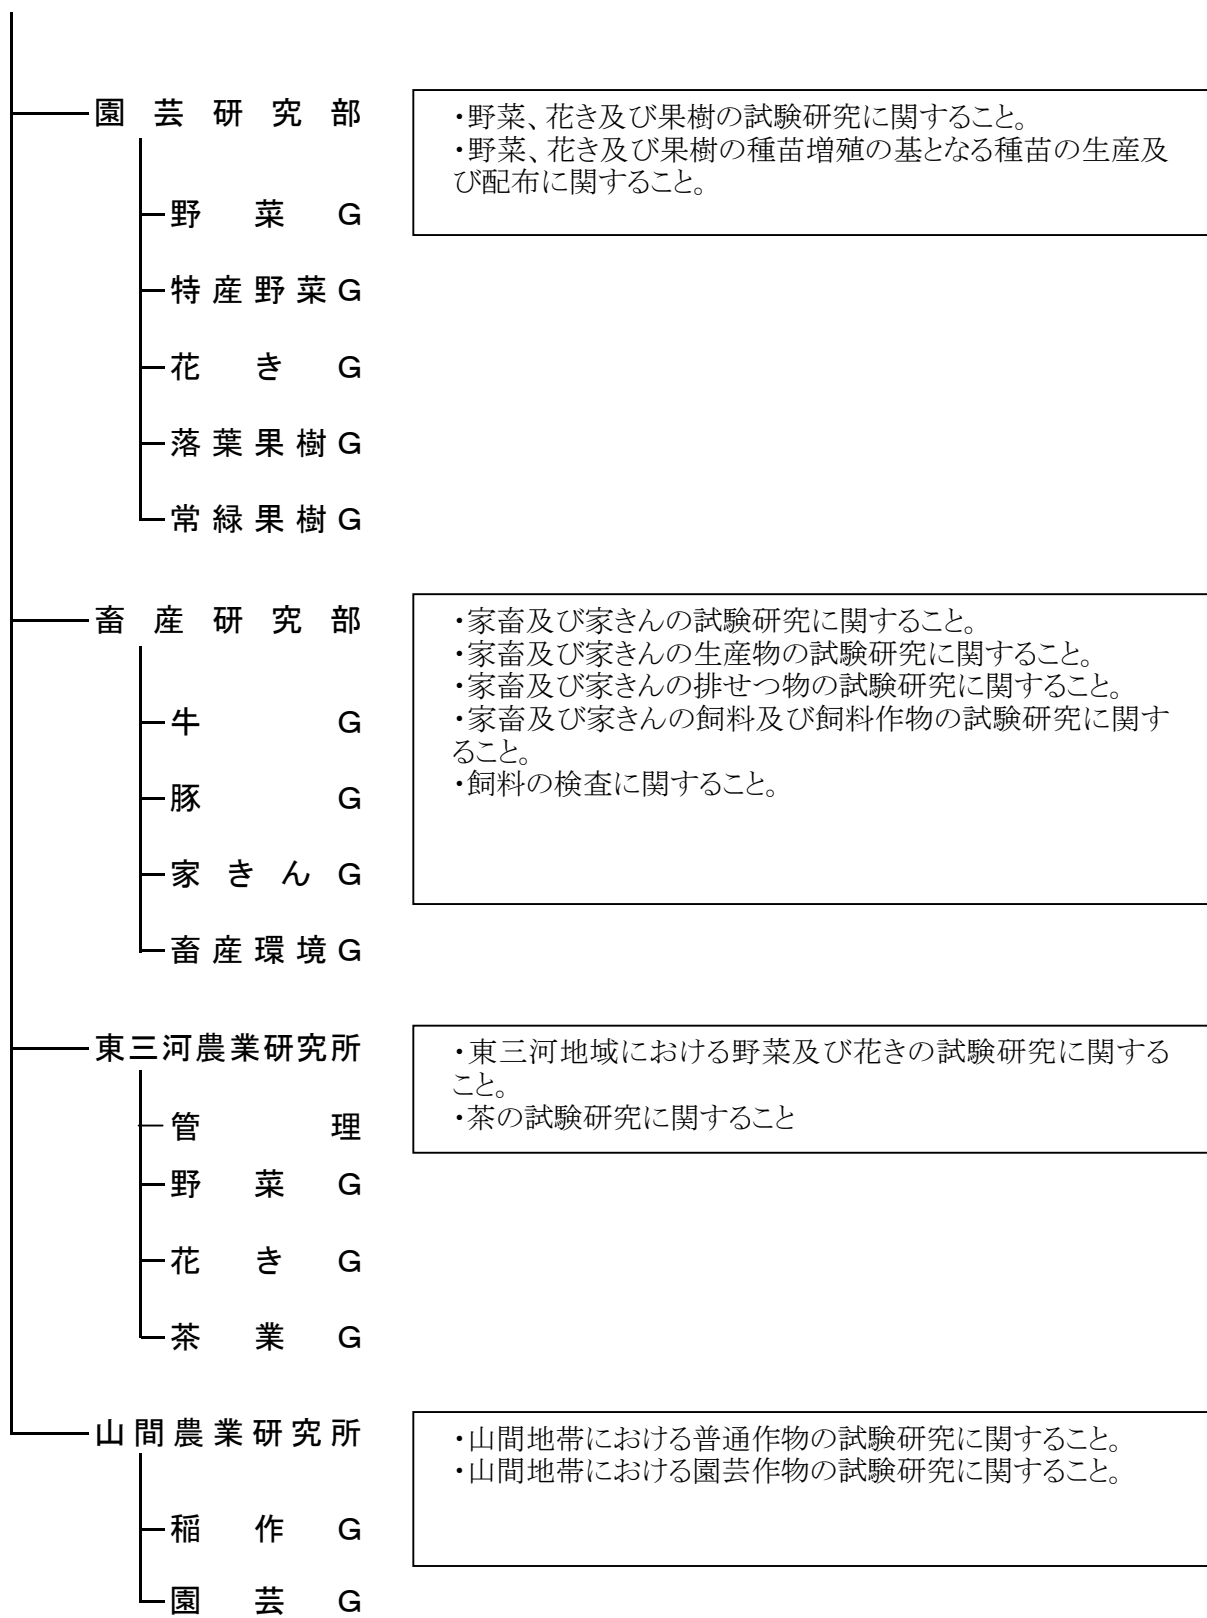 園芸研究部
・野菜、花き及び果樹の試験研究に関すること。
・野菜、花き及び果樹の種苗増殖の基となる種苗の生産及
び配布に関すること。
野菜G
特産野菜G
花きG
落葉果樹G
常緑果樹G
畜産研究部
・家畜及び家きんの試験研究に関すること。
・家畜及び家きんの生産物の試験研究に関すること。
・家畜及び家きんの排せつ物の試験研究に関すること。
・家畜及び家きんの飼料及び飼料作物の試験研究に関す
ること。
・飼料の検査に関すること。
牛G
豚G
家きんG
畜産環境G
東三河農業研究所
・東三河地域における野菜及び花きの試験研究に関する
こと。
・茶の試験研究に関すること
管理
野菜G
花きG
茶業G
山間農業研究所
・山間地帯における普通作物の試験研究に関すること。
・山間地帯における園芸作物の試験研究に関すること。
稲作G
園芸G